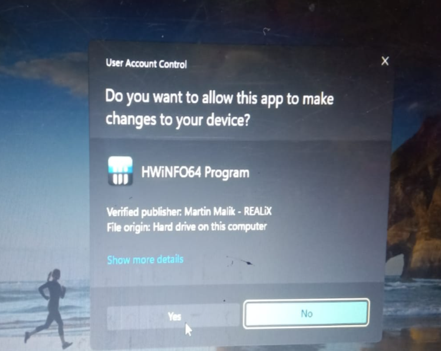 User Account Control
X
Do you want to allow this app to make
changes to your device?
HWiNFO64 Program
Verified publisher: Martin Malik - REALiX
File origin: Hard drive on this computer
Show more details
Yes
No